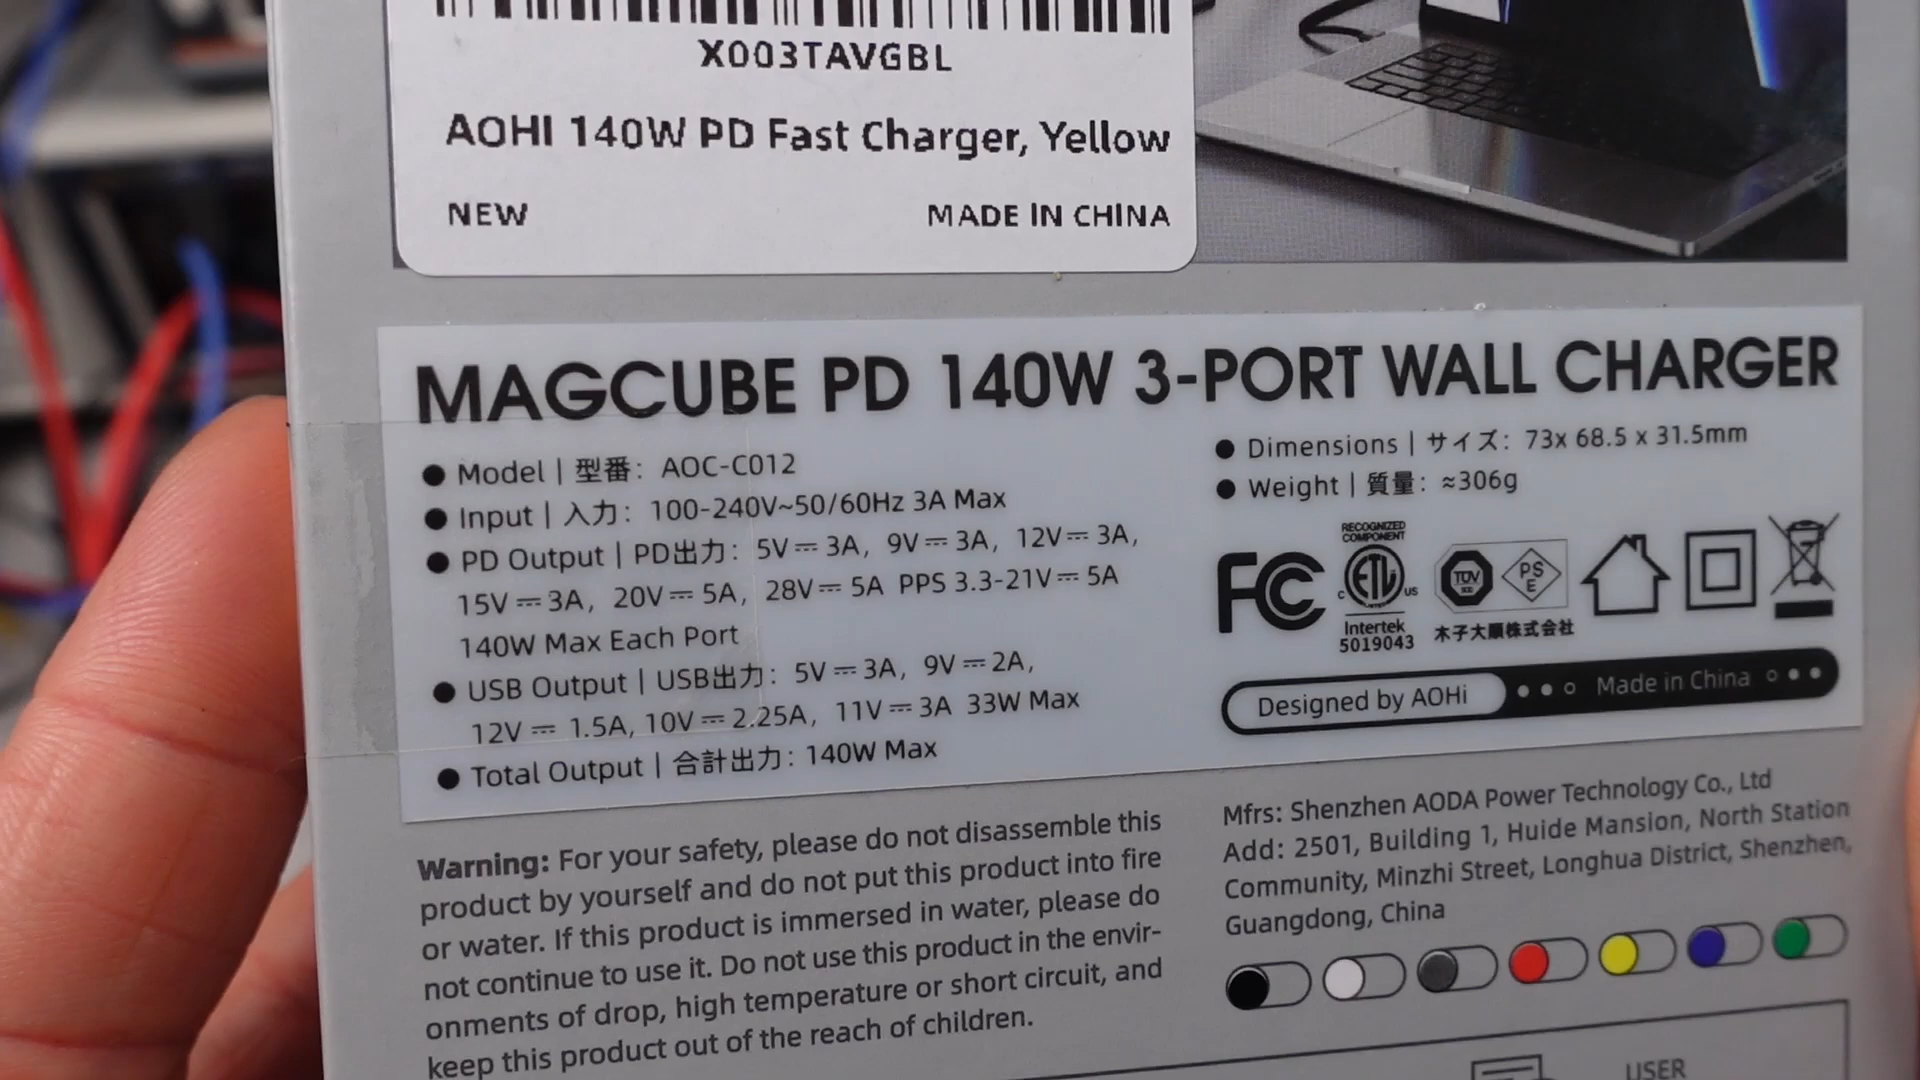 X003TAVGBL
AOHI 140W PD Fast Charger, Yellow
NEW
MADE IN CHINA
MAGCUBE PD 140W 3-PORT WALL CHARGER
● Model | 型番: AOC-C012
● Input | 入力: 100-240V~50/60Hz 3A Max
● PD Output | PD出力: 5V⎓3A, 9V⎓3A, 12V⎓3A,
15V⎓3A, 20V⎓5A, 28V⎓5A PPS 3.3-21V⎓5A
140W Max Each Port
● USB Output | USB出力: 5V⎓3A, 9V⎓2A,
12V⎓1.5A, 10V⎓2.25A, 11V⎓3A 33W Max
● Total Output | 合計出力: 140W Max
● Dimensions | サイズ: 73x 68.5 x 31.5mm
● Weight | 質量: ≈306g
FC
RECOGNIZED
COMPONENT
C ETL US
Intertek
5019043
TÜV
PS
E
木子大順株式会社
Designed by AOHi
Made in China
Warning: For your safety, please do not disassemble this
product by yourself and do not put this product into fire
or water. If this product is immersed in water, please do
not continue to use it. Do not use this product in the envir-
onments of drop, high temperature or short circuit, and
keep this product out of the reach of children.
Mfrs: Shenzhen AODA Power Technology Co., Ltd
Add: 2501, Building 1, Huide Mansion, North Station
Community, Minzhi Street, Longhua District, Shenzhen,
Guangdong, China
USER